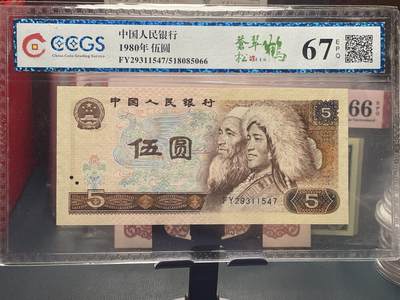 CCGS
China Coin Grading Service
中国人民银行
1980年 伍圆
FY29311547/518085066
苍翠
松鹤
67
EPQ
66
中国人民银行
5
伍圆
5
5
FY29311547